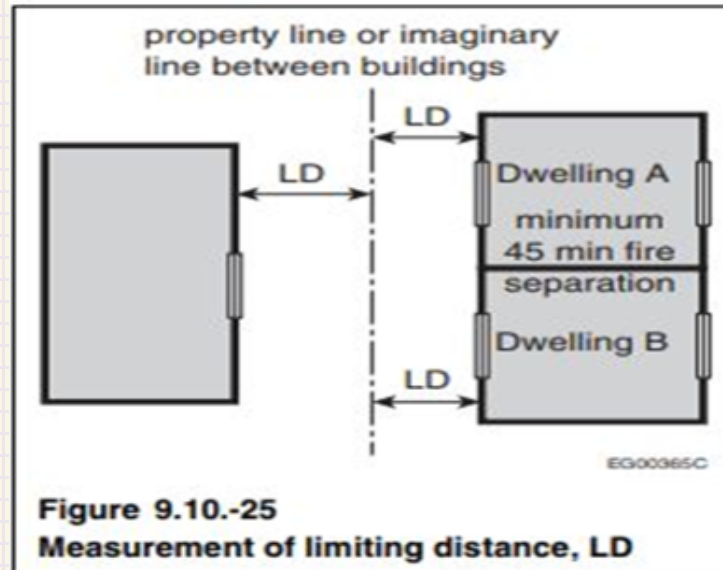 property line or imaginary
line between buildings
LD
LD
Dwelling A
minimum
45 min fire
separation
Dwelling B
LD
EG00365C
Figure 9.10.-25
Measurement of limiting distance, LD